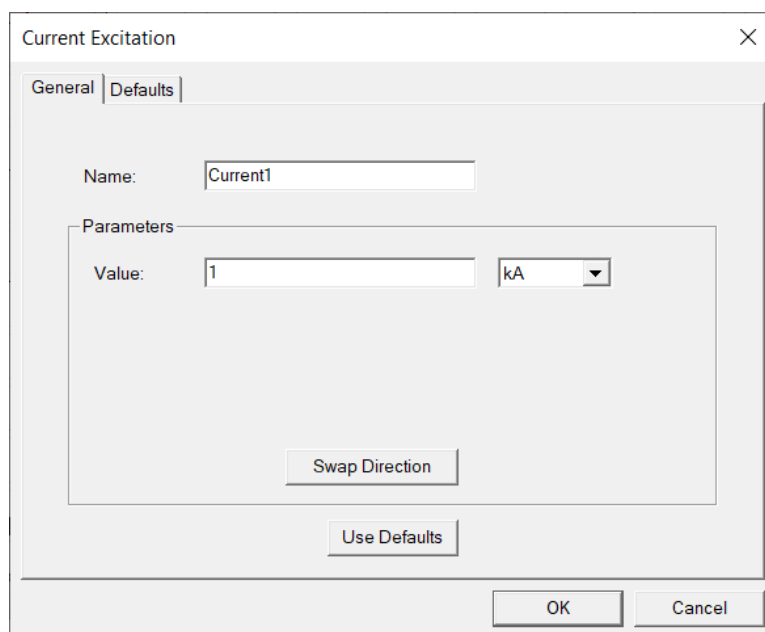 Current Excitation
General Defaults
Name: Current1
Parameters
Value: 1 kA
Swap Direction
Use Defaults
OK Cancel